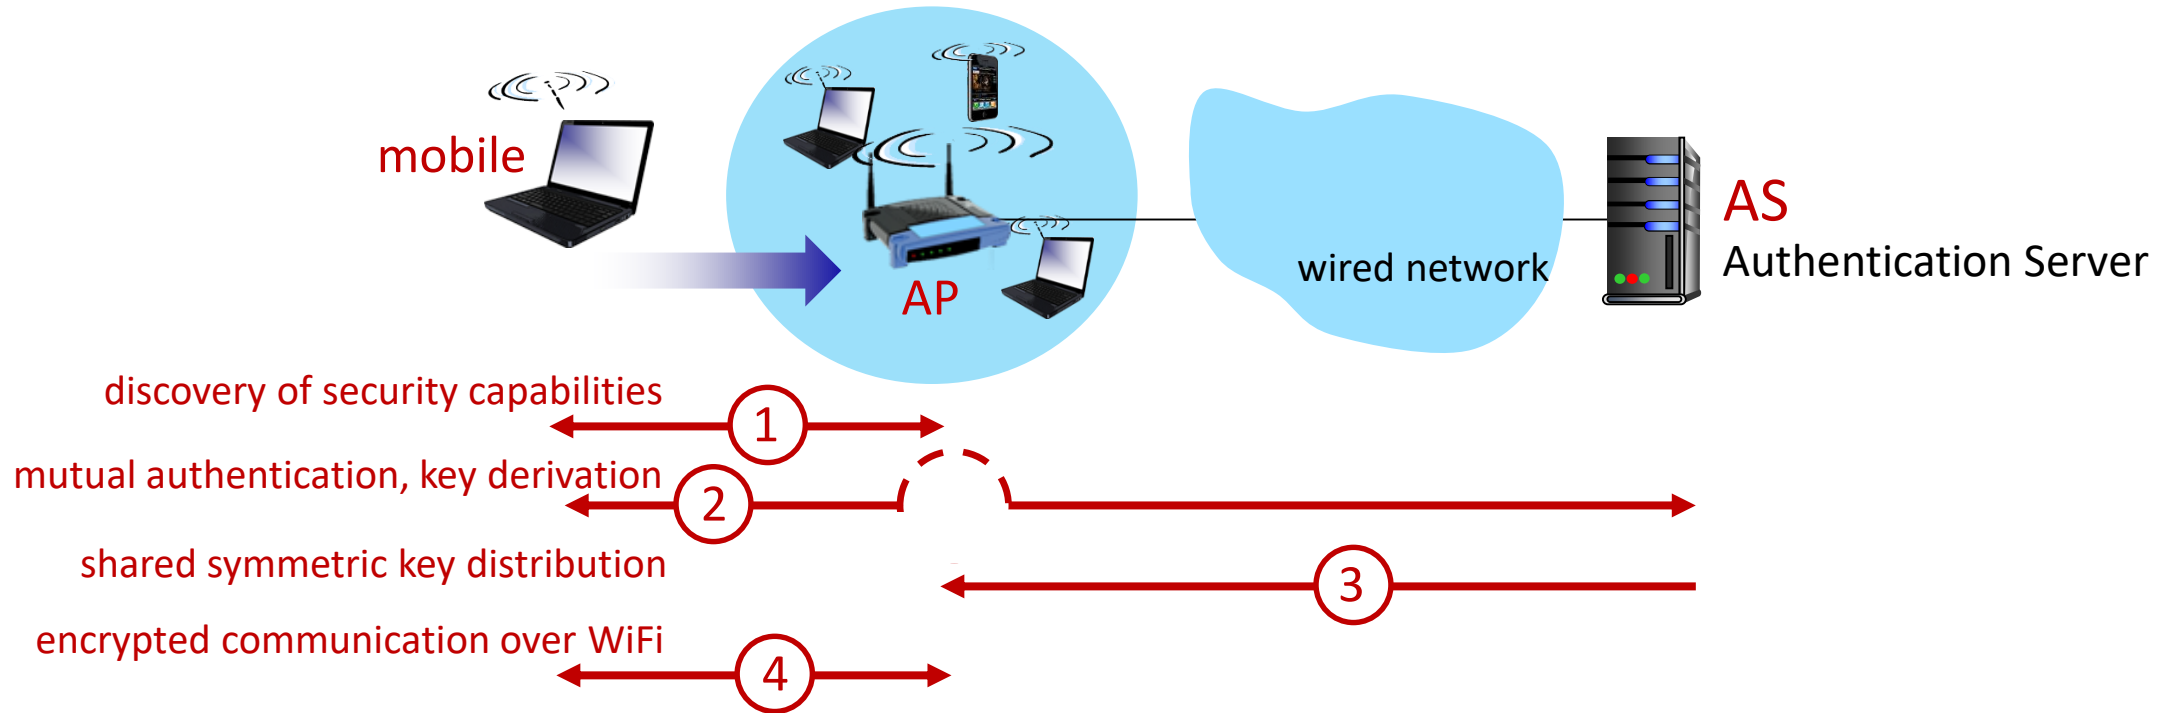 mobile
AP
wired network
AS
Authentication Server
discovery of security capabilities
1
mutual authentication, key derivation
2
shared symmetric key distribution
3
encrypted communication over WiFi
4